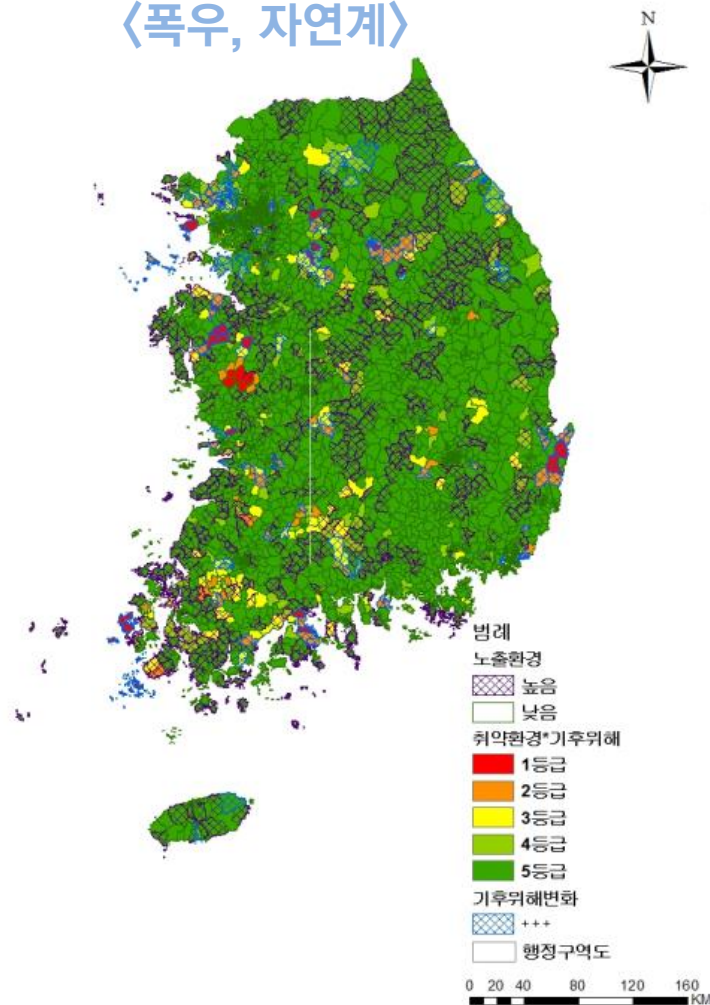 〈폭우, 자연계〉
N
범례
노출환경
높음
낮음
취약환경*기후위해
1등급
2등급
3등급
4등급
5등급
기후위해변화
+++
행정구역도
0 20 40 80 120 160
KM